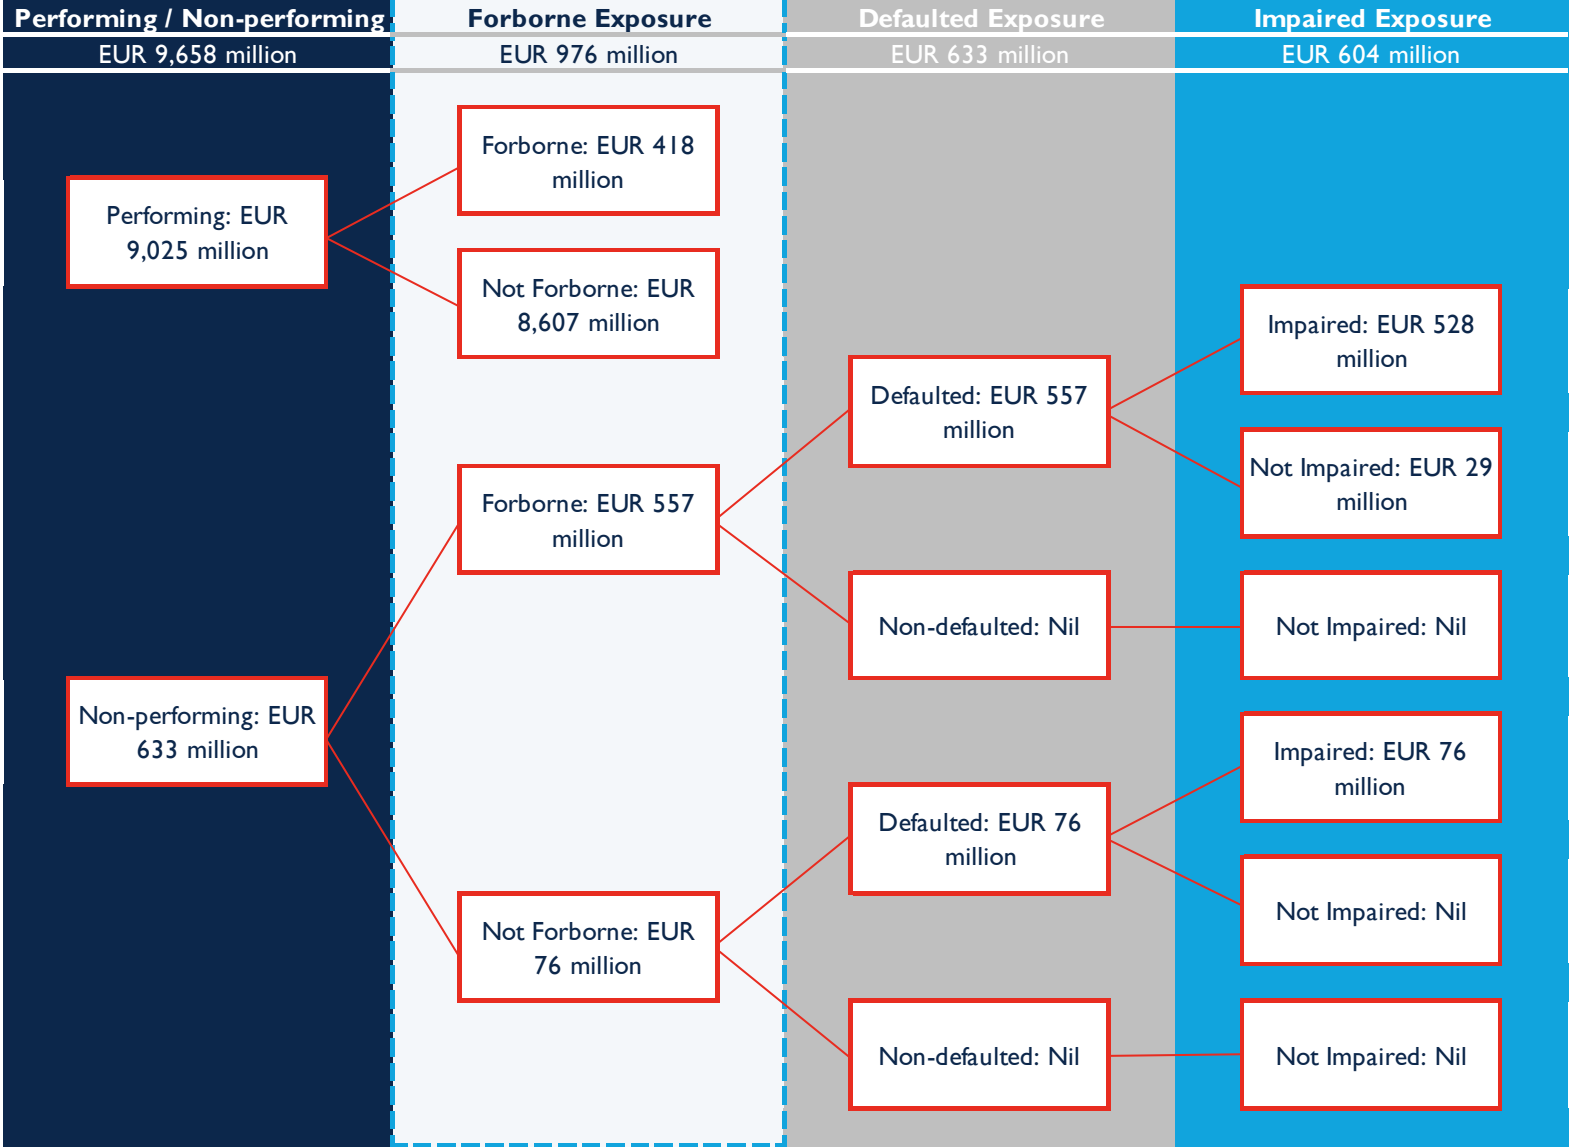 Performing / Non-performing
EUR 9,658 million
Forborne Exposure
EUR 976 million
Defaulted Exposure
EUR 633 million
Impaired Exposure
EUR 604 million
Performing: EUR
9,025 million
Non-performing: EUR
633 million
Forborne: EUR 418
million
Not Forborne: EUR
8,607 million
Forborne: EUR 557
million
Not Forborne: EUR
76 million
Defaulted: EUR 557
million
Non-defaulted: Nil
Defaulted: EUR 76
million
Non-defaulted: Nil
Impaired: EUR 528
million
Not Impaired: EUR 29
million
Not Impaired: Nil
Impaired: EUR 76
million
Not Impaired: Nil
Not Impaired: Nil